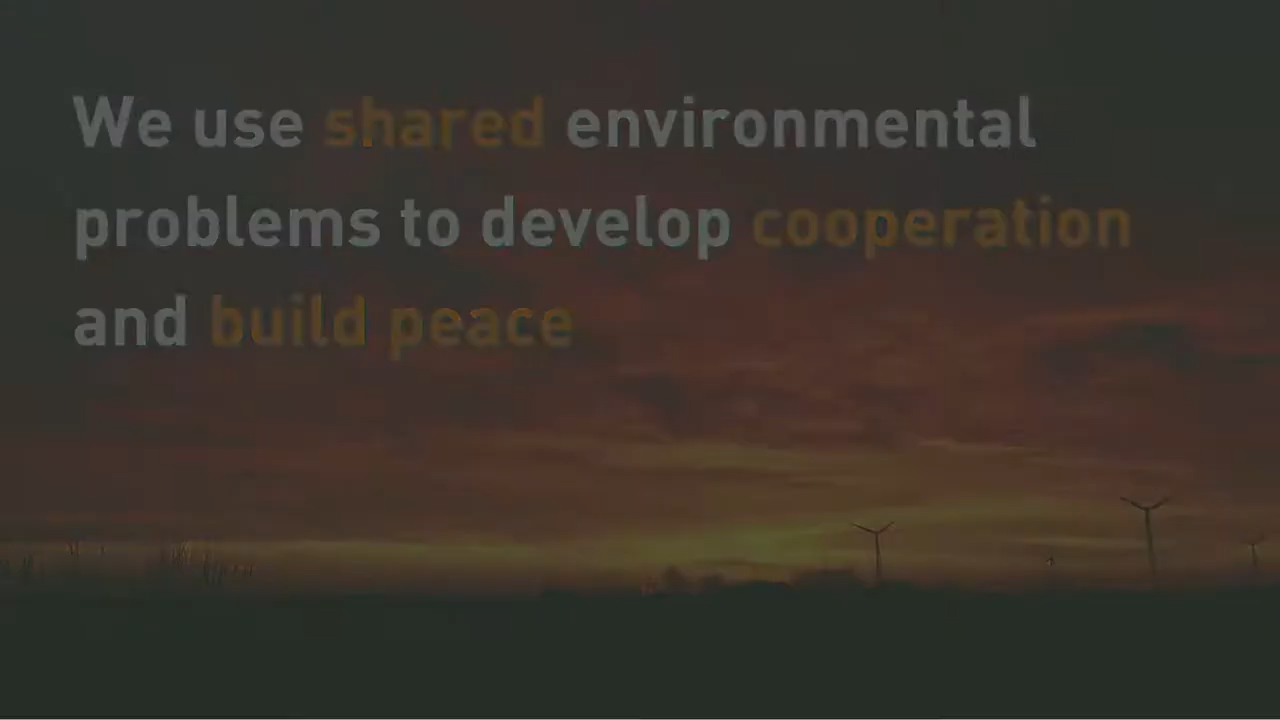 We use shared environmental
problems to develop cooperation
and build peace